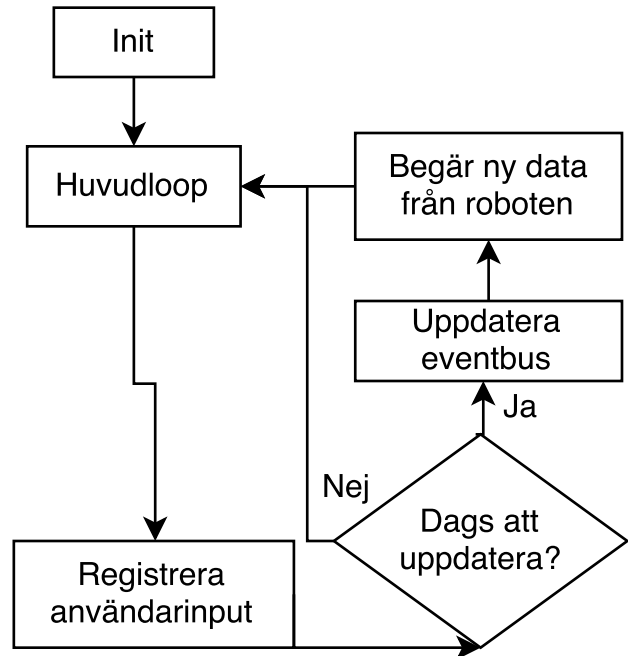 Init
Huvudloop
Begär ny data
från roboten
Uppdatera
eventbus
Ja
Nej
Dags att
uppdatera?
Registrera
användarinput